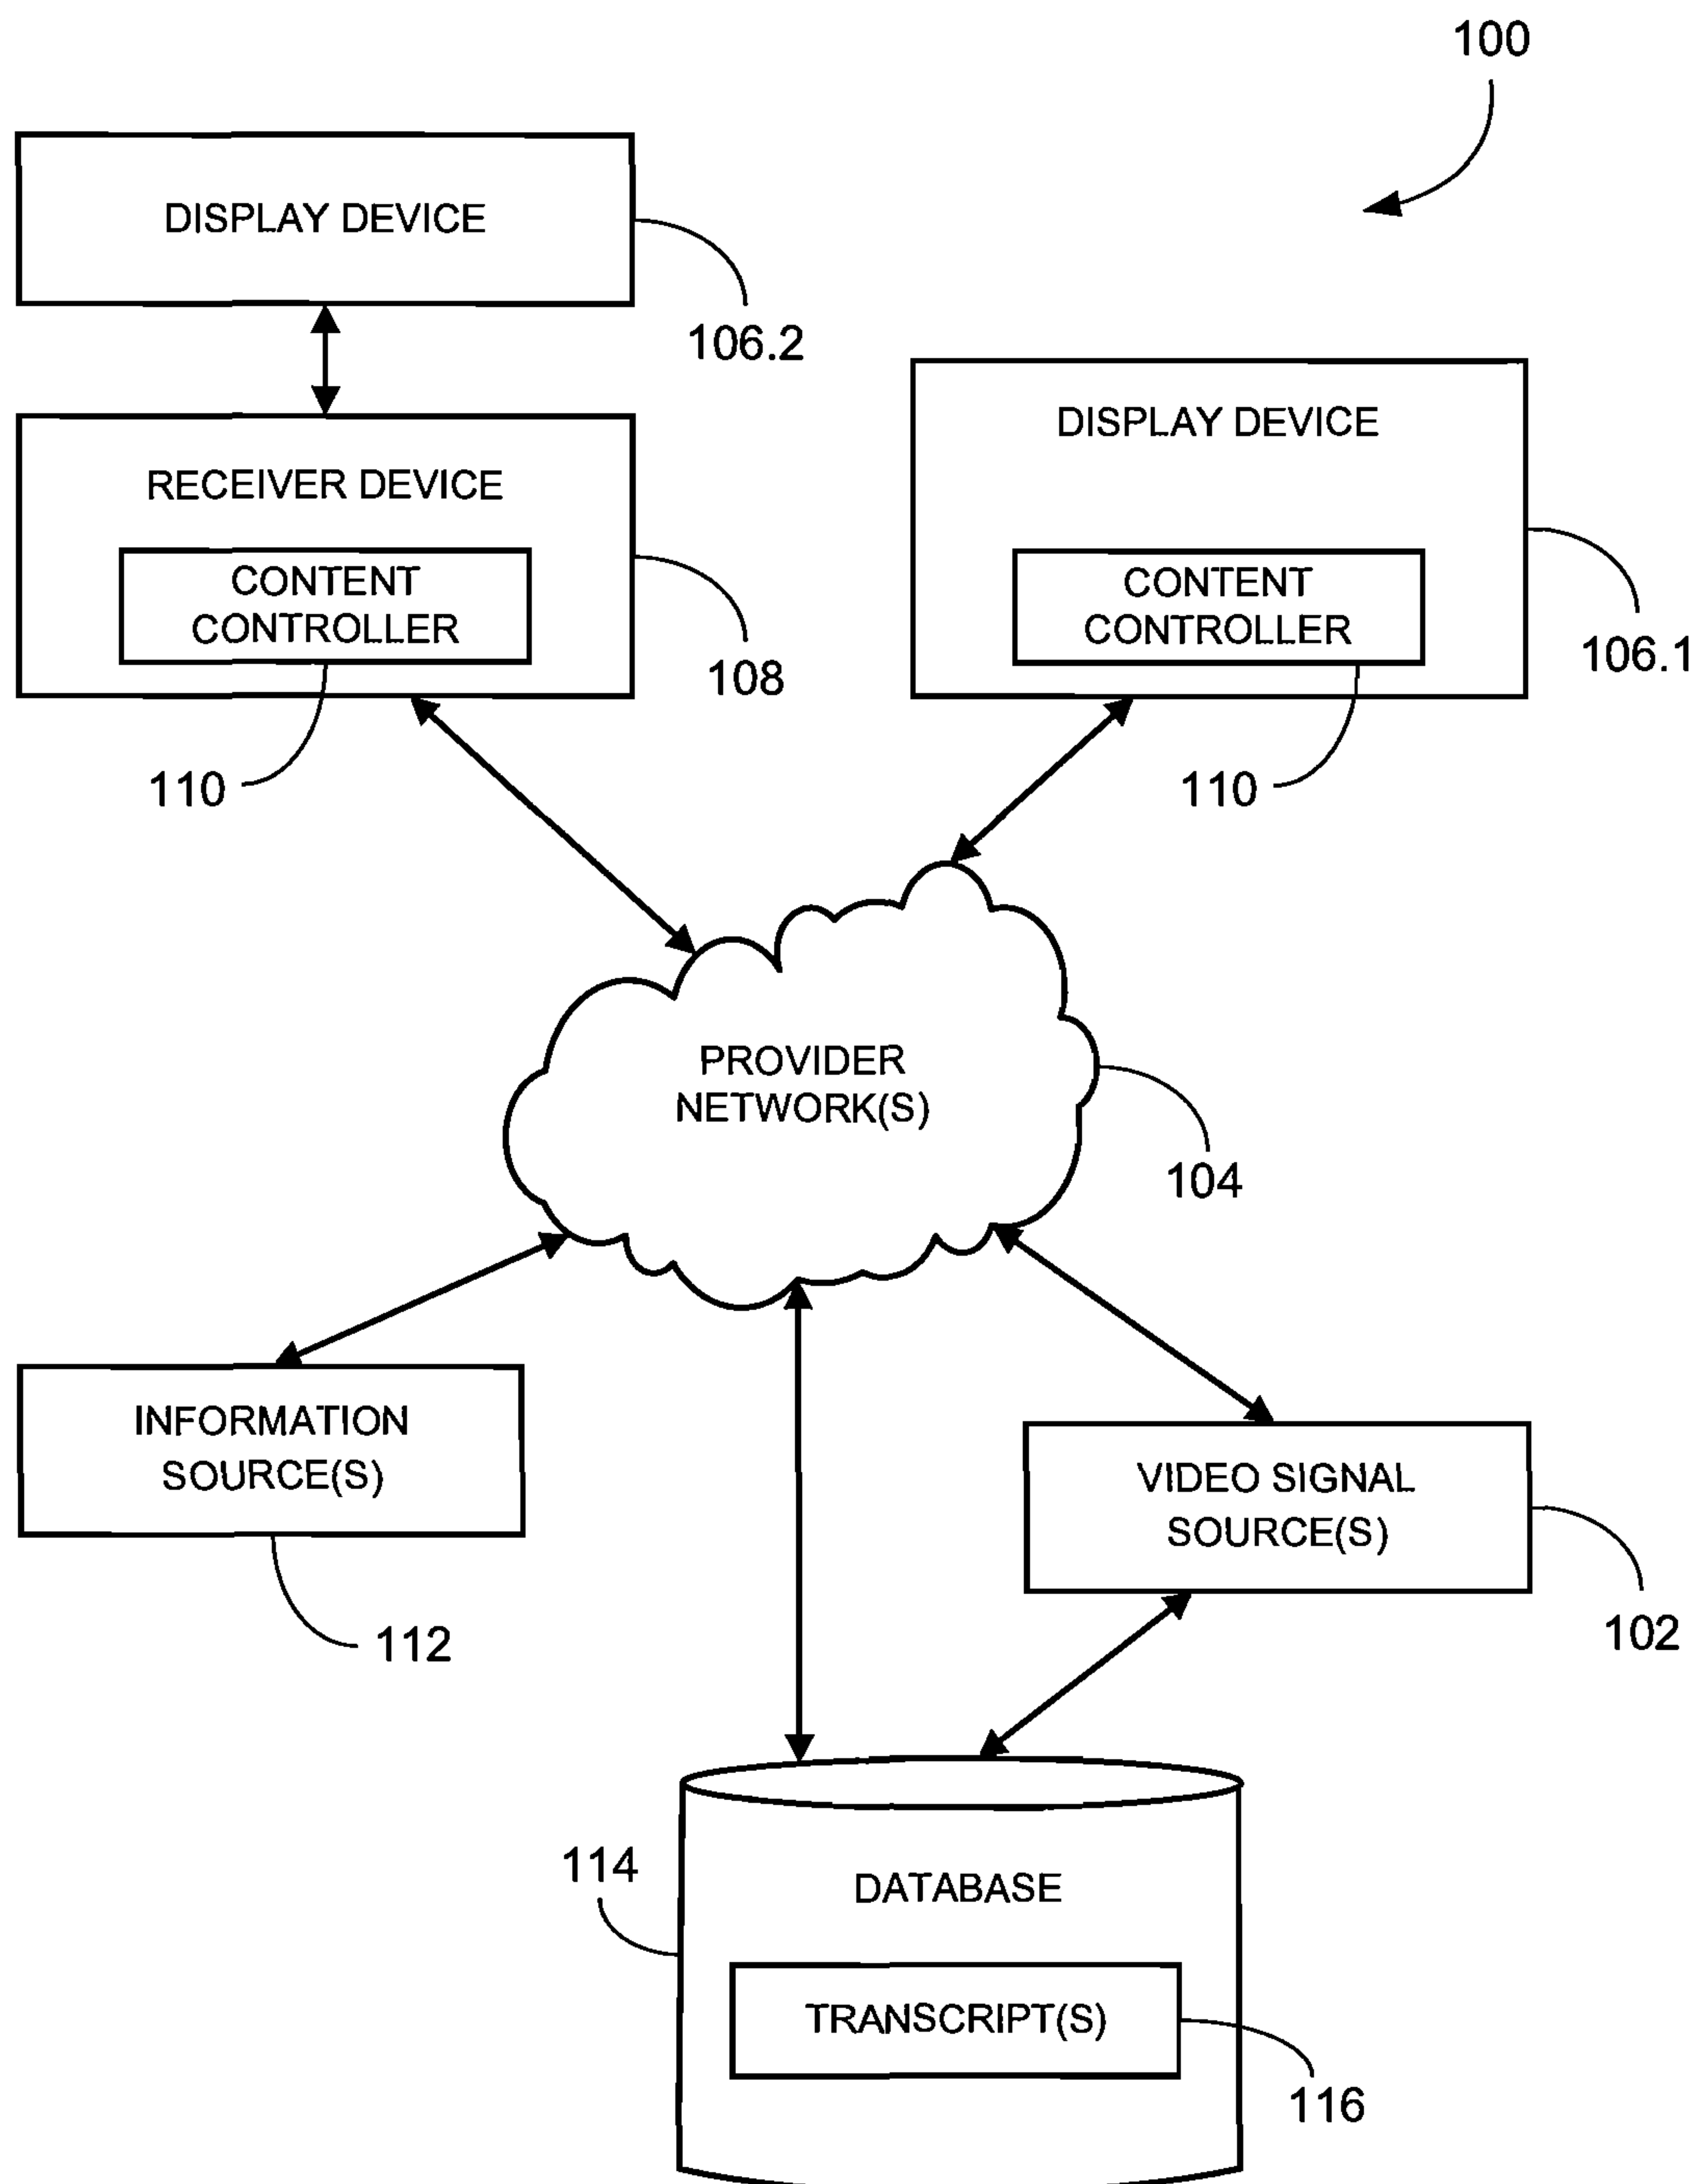 100
DISPLAY DEVICE
106.2
DISPLAY DEVICE
RECEIVER DEVICE
CONTENT
CONTROLLER
CONTENT
CONTROLLER
106.1
108
110
110
PROVIDER
NETWORK(S)
104
INFORMATION
SOURCE(S)
VIDEO SIGNAL
SOURCE(S)
102
112
114
DATABASE
TRANSCRIPT(S)
116